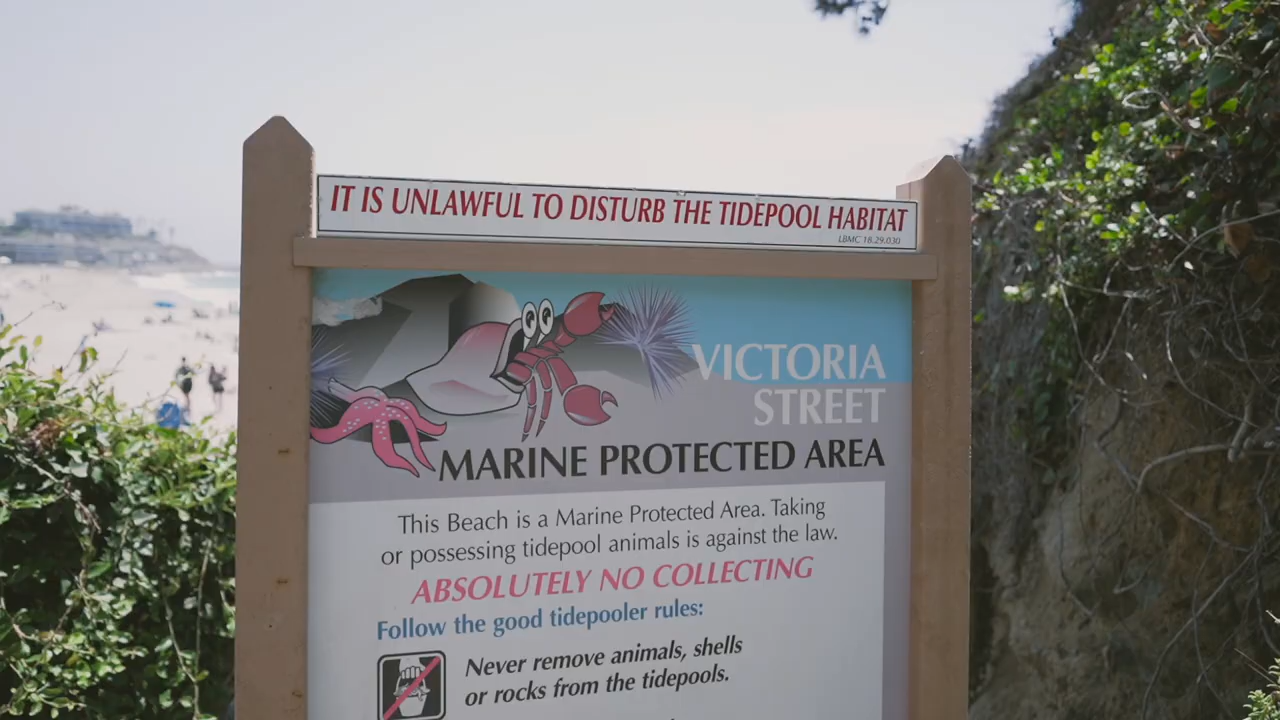 IT IS UNLAWFUL TO DISTURB THE TIDEPOOL HABITAT
LBMC 18.29.030
VICTORIA
STREET
MARINE PROTECTED AREA
This Beach is a Marine Protected Area. Taking
or possessing tidepool animals is against the law.
ABSOLUTELY NO COLLECTING
Follow the good tidepooler rules:
Never remove animals, shells
or rocks from the tidepools.